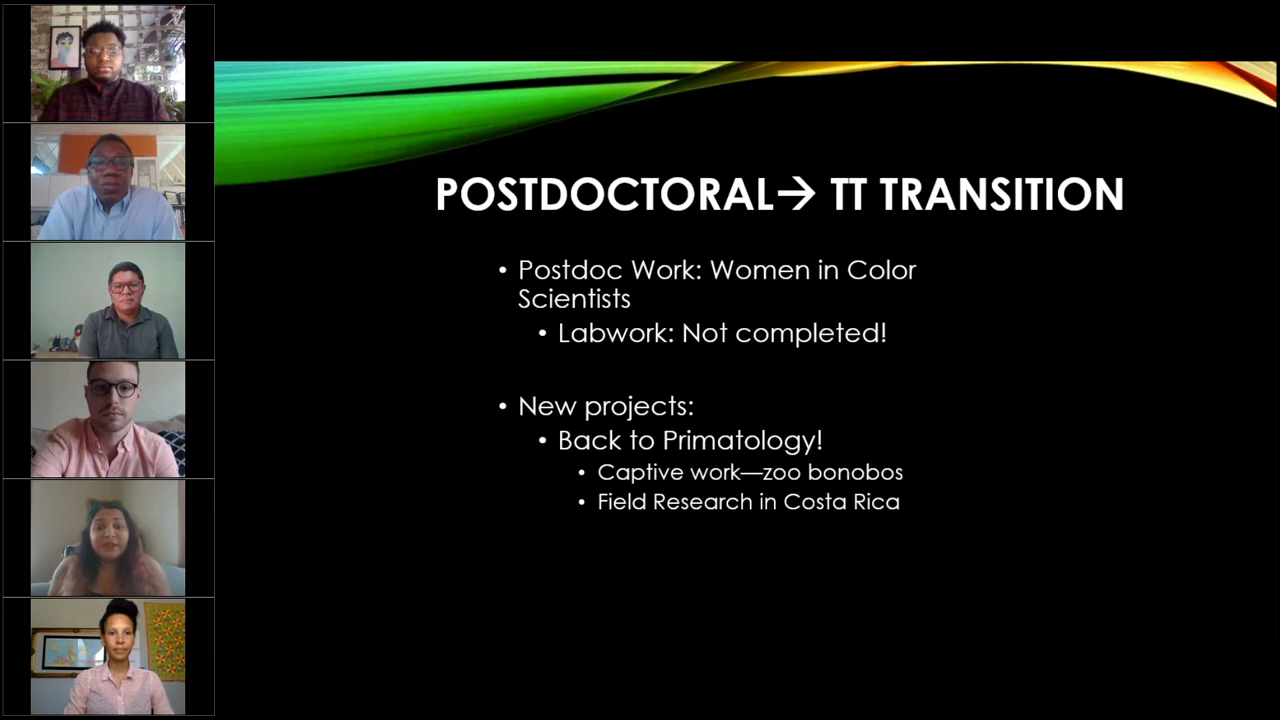 POSTDOCTORAL→ TT TRANSITION
• Postdoc Work: Women in Color
Scientists
• Labwork: Not completed!
• New projects:
• Back to Primatology!
• Captive work—zoo bonobos
• Field Research in Costa Rica